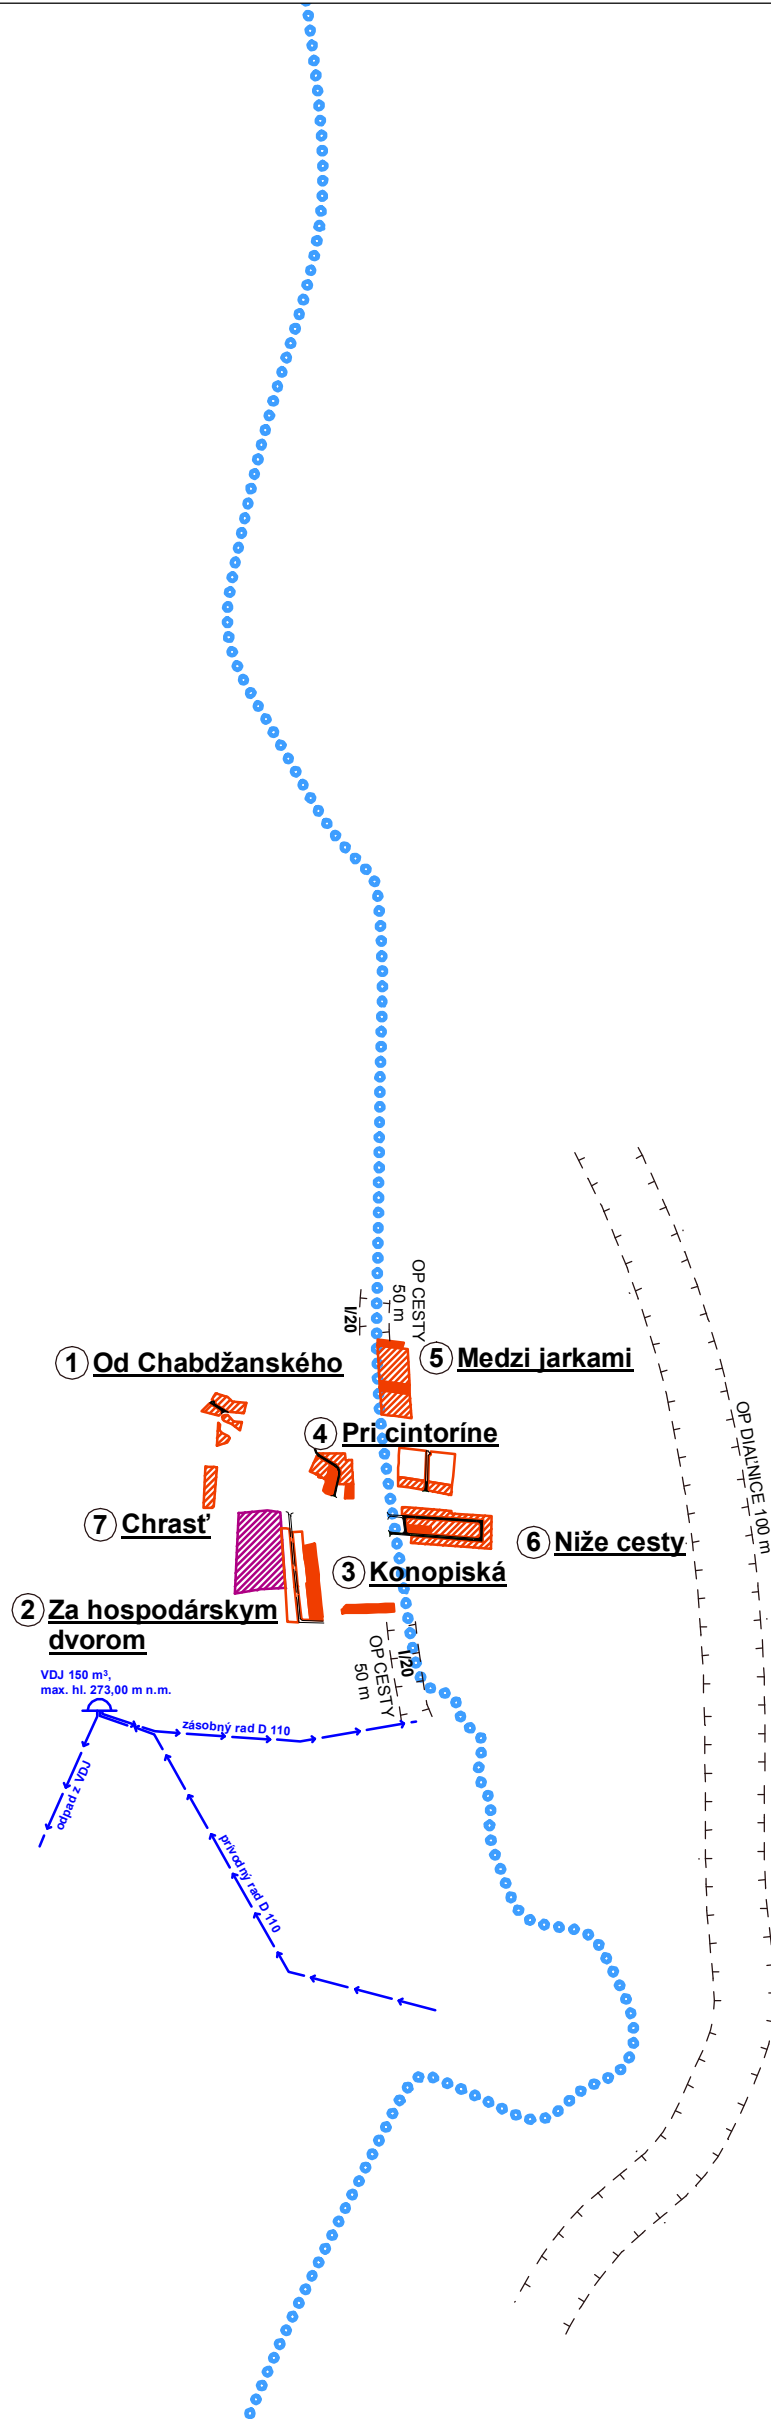 OP CESTY
50 m
I/20
1 Od Chabdžanského
5 Medzi jarkami
4 Pri cintoríne
OP DIAĽNICE 100 m
7 Chrasť
6 Niže cesty
3 Konopiská
2 Za hospodárskym
dvorom
I/20
OP CESTY
50 m
VDJ 150 m³,
max. hl. 273,00 m n.m.
zásobný rad D 110
odpad z VDJ
prívodný rad D 110